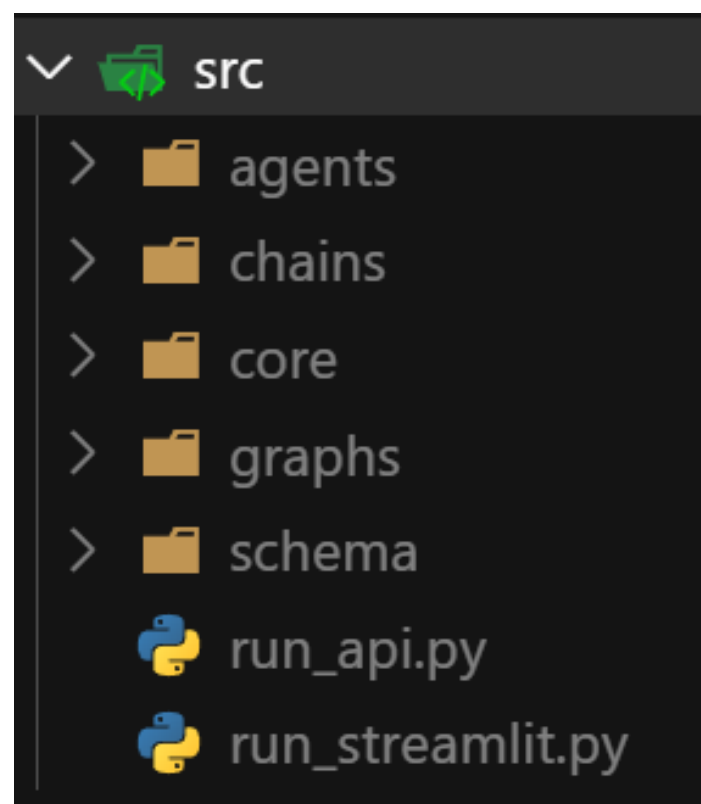 src
agents
chains
core
graphs
schema
run_api.py
run_streamlit.py